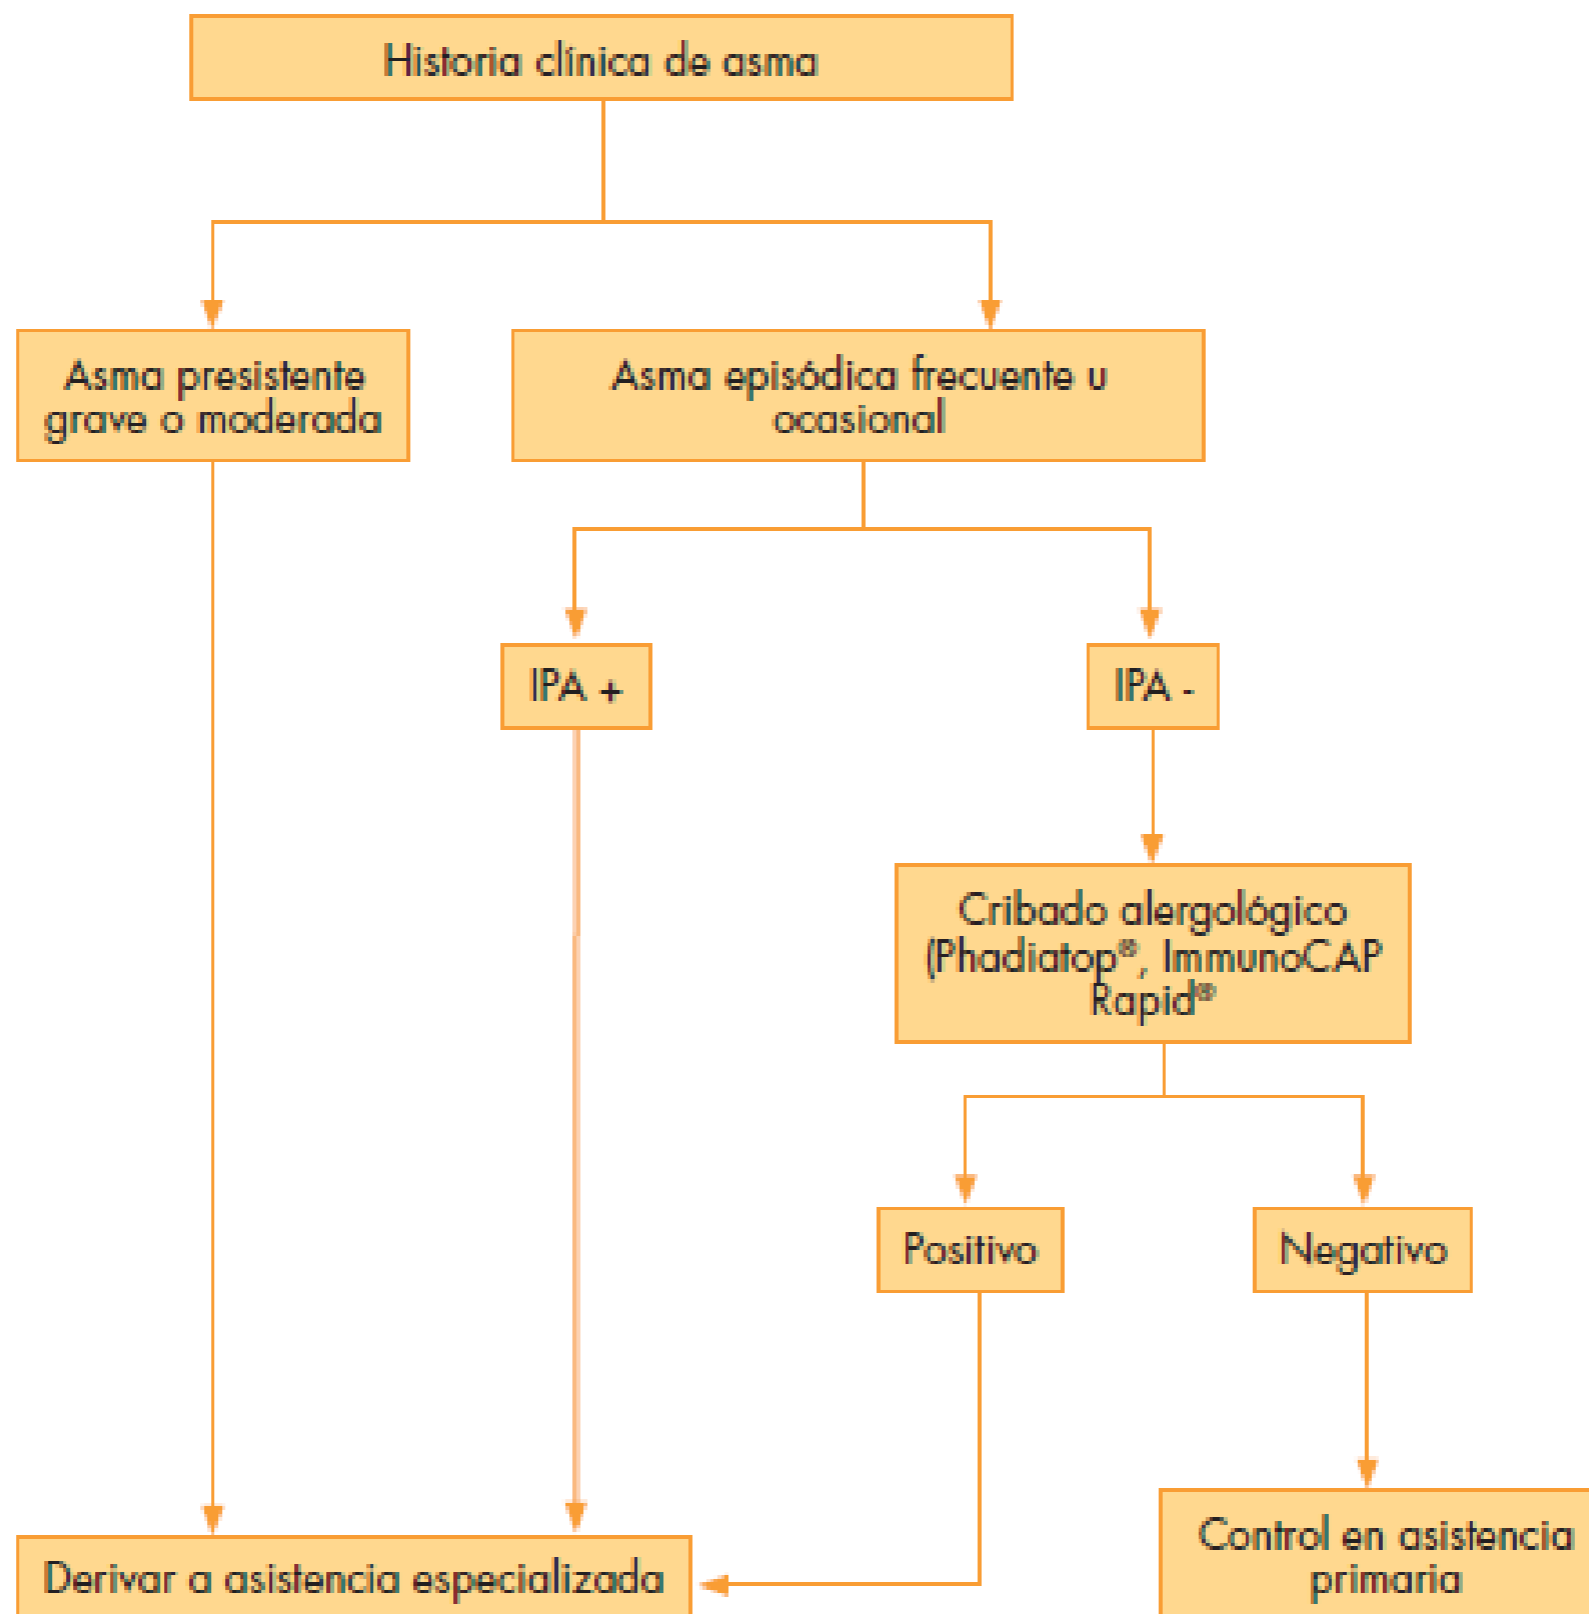 Historia clínica de asma
Asma presistente
grave o moderada
Asma episódica frecuente u
ocasional
IPA +
IPA -
Cribado alergológico
(Phadiatop®, ImmunoCAP
Rapid®
Positivo
Negativo
Derivar a asistencia especializada
Control en asistencia
primaria